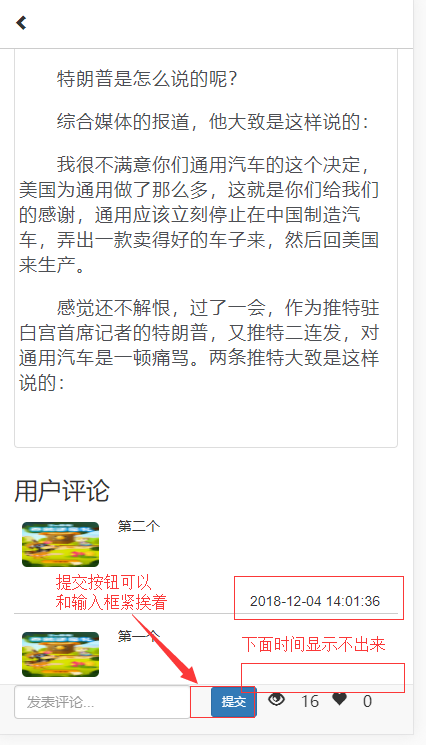 特朗普是怎么说的呢？
综合媒体的报道，他大致是这样说的：
我很不满意你们通用汽车的这个决定，
美国为通用做了那么多，这就是你们给我们
的感谢，通用应该立刻停止在中国制造汽
车，弄出一款卖得好的车子来，然后回美国
来生产。
感觉还不解恨，过了一会，作为推特驻
白宫首席记者的特朗普，又推特二连发，对
通用汽车是一顿痛骂。两条推特大致是这样
说的：
用户评论
第二个
提交按钮可以
和输入框紧挨着
2018-12-04 14:01:36
第一个
下面时间显示不出来
发表评论...
提交
16
0